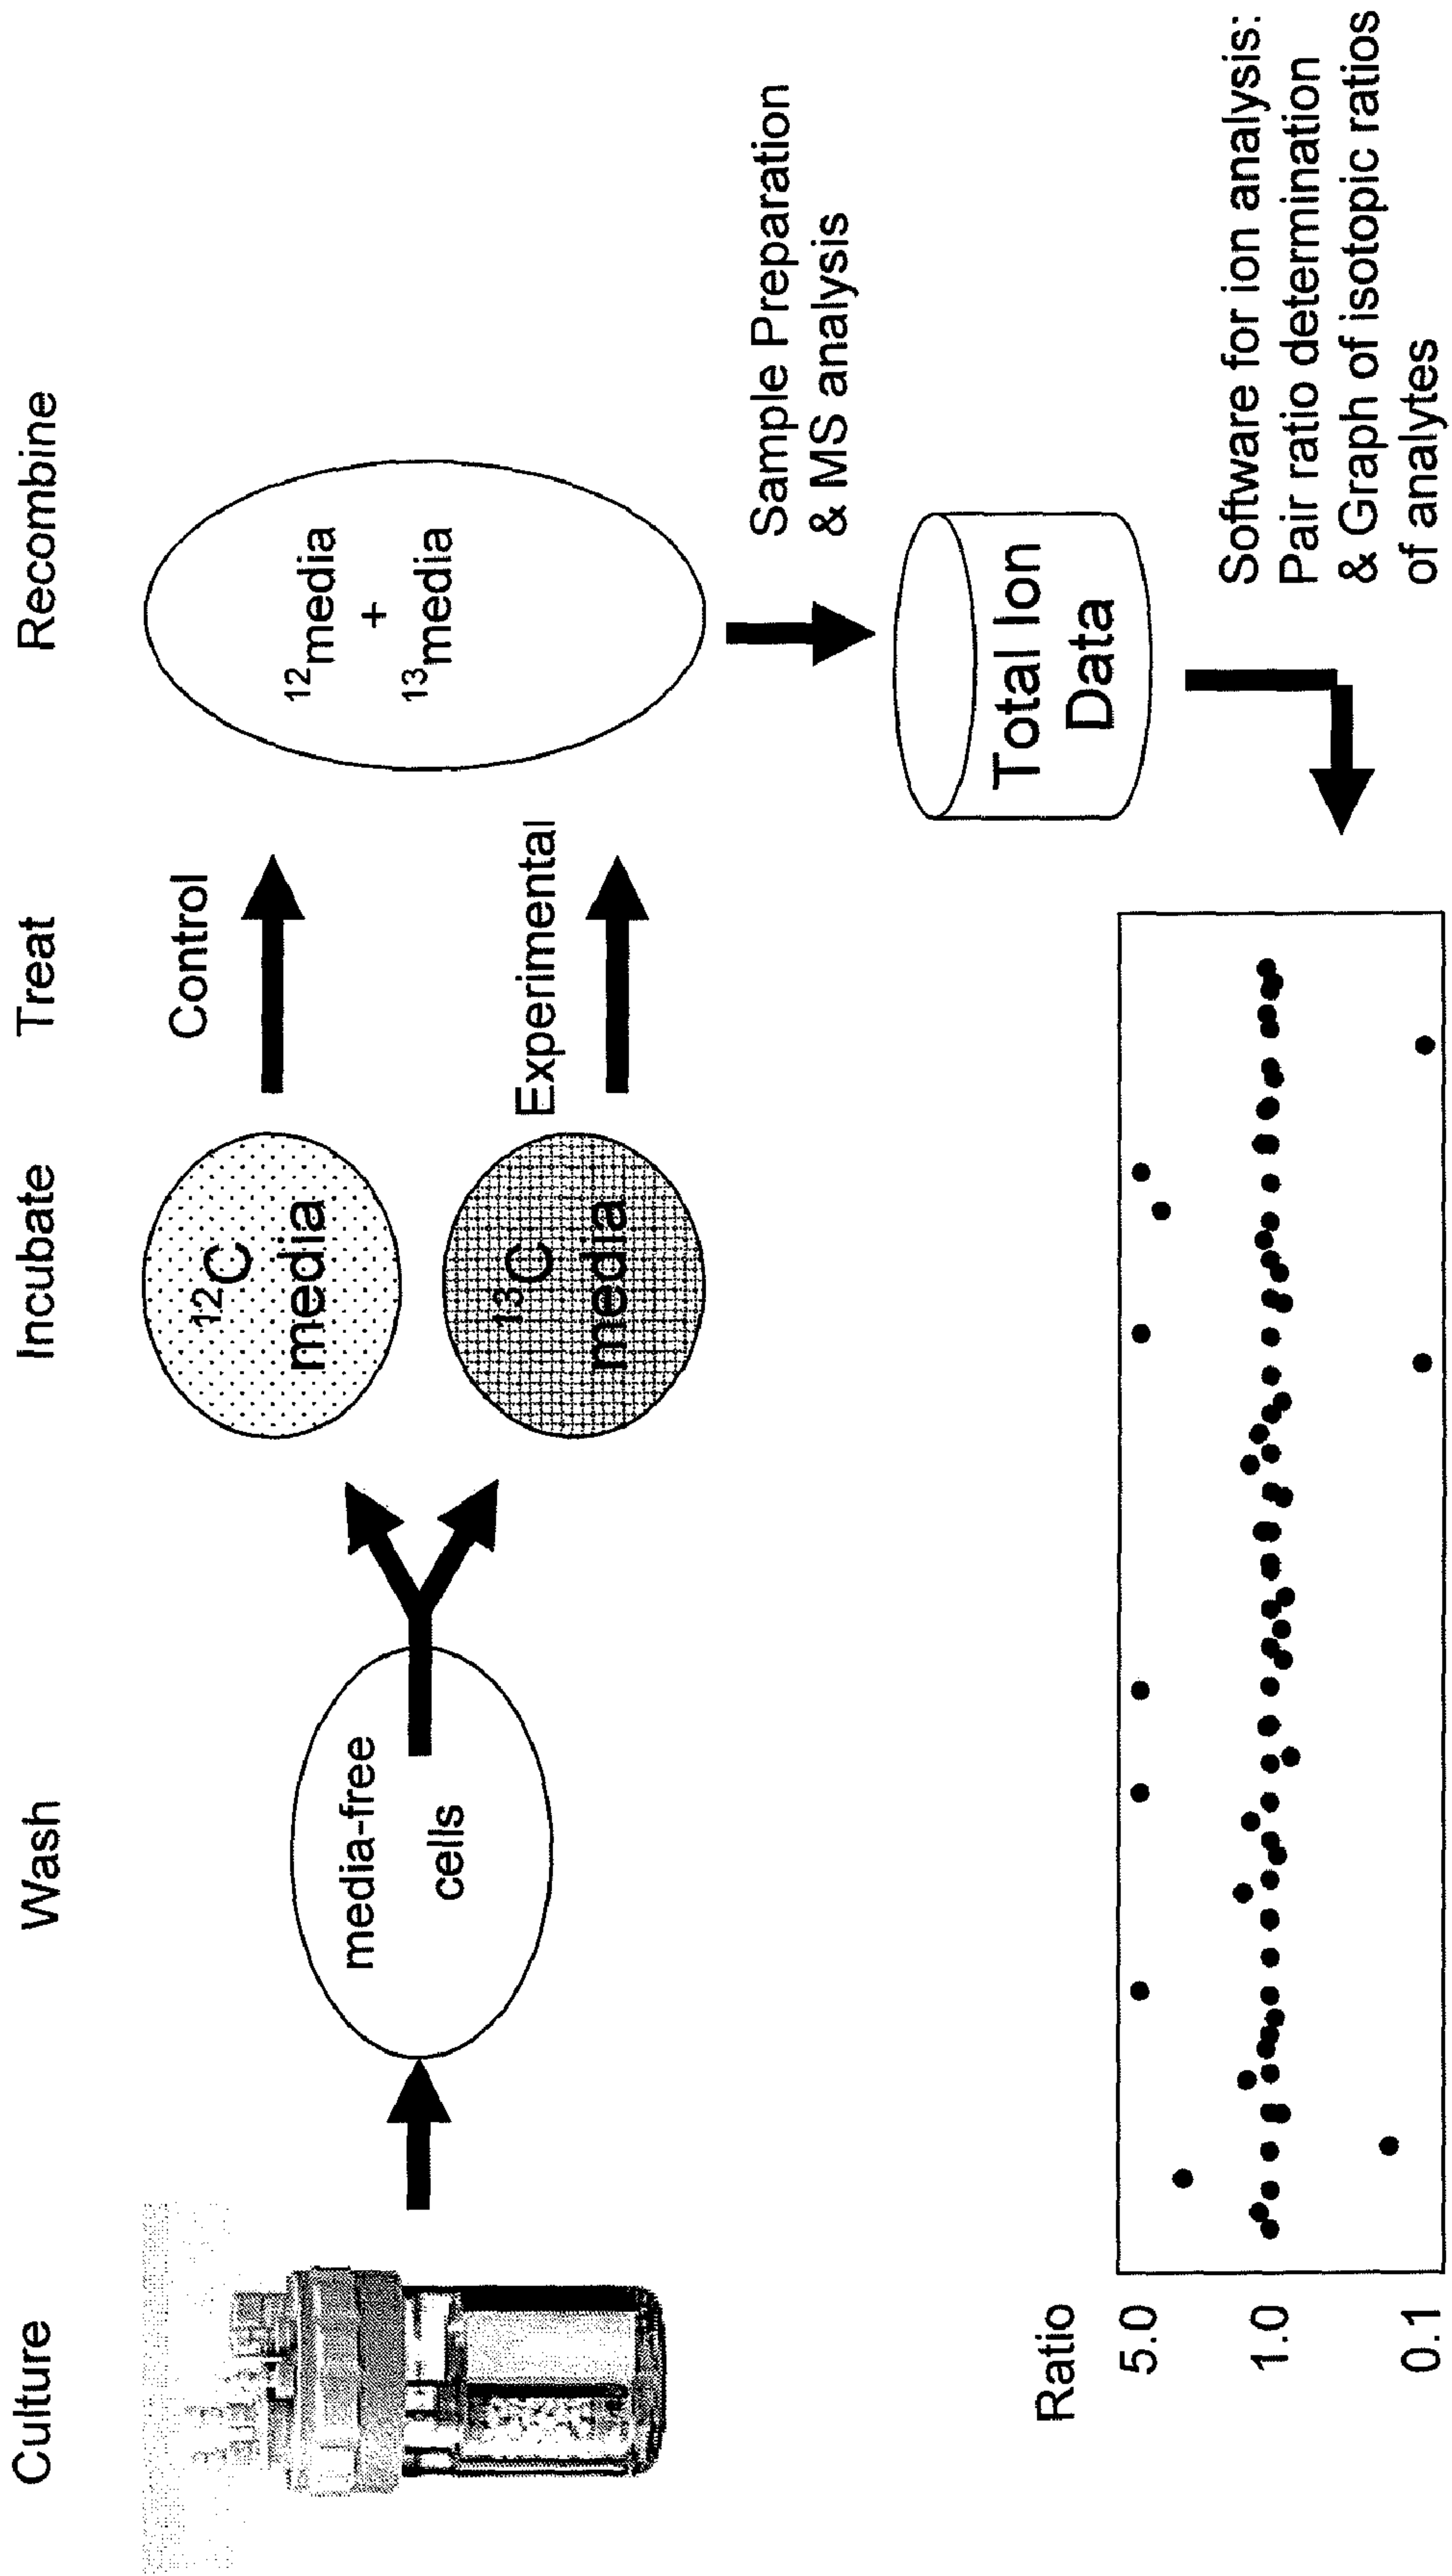 Culture
Wash
Incubate
Treat
Recombine
media-free
cells
¹²C
media
¹³C
media
Control
Experimental
¹²media
+
¹³media
Sample Preparation
& MS analysis
Total Ion
Data
Software for ion analysis:
Pair ratio determination
& Graph of isotopic ratios
of analytes
Ratio
5.0
1.0
0.1